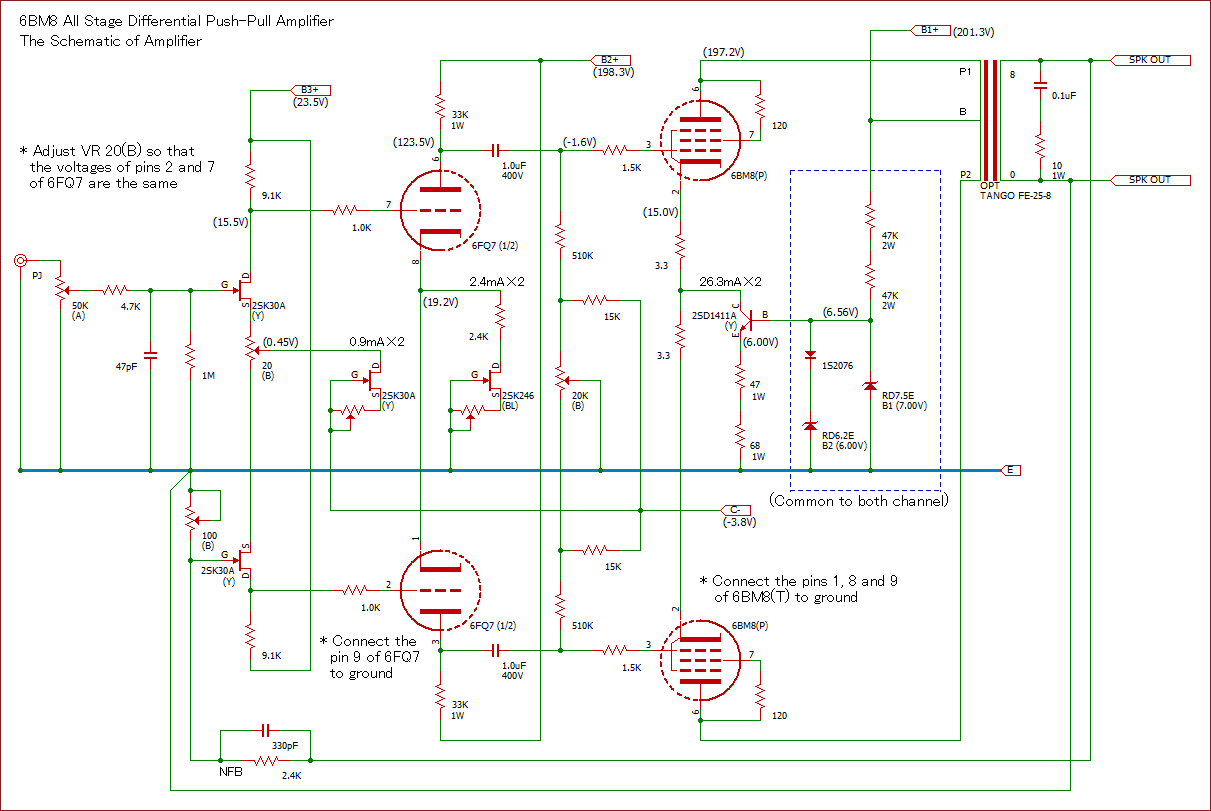 6BM8 All Stage Differential Push-Pull Amplifier
The Schematic of Amplifier
B1+
(201.3V)
B2+
(198.3V)
(197.2V)
SPK OUT
P1
8
0.1uF
B3+
(23.5V)
33K
1W
6
120
B
* Adjust VR 20(B) so that
the voltages of pins 2 and 7
of 6FQ7 are the same
(123.5V)
6
1.0uF
400V
(-1.6V)
1.5K
3
7
6BM8(P)
2
P2
0
10
1W
SPK OUT
OPT
TANGO FE-25-8
9.1K
(15.5V)
1.0K
7
6FQ7 (1/2)
8
(15.0V)
510K
3.3
47K
2W
PJ
50K
(A)
4.7K
G
D
S
2SK30A
(Y)
(19.2V)
2.4mA×2
15K
26.3mA×2
47K
2W
2SD1411A
(Y)
C
B
E
(6.56V)
(6.00V)
47pF
1M
(0.45V)
20
(B)
0.9mA×2
2.4K
3.3
1S2076
G
D
S
2SK30A
(Y)
G
D
S
2SK246
(BL)
20K
(B)
47
1W
RD7.5E
B1 (7.00V)
68
1W
RD6.2E
B2 (6.00V)
E
(Common to both channel)
C-
(-3.8V)
100
(B)
G
S
D
2SK30A
(Y)
1
15K
* Connect the pins 1, 8 and 9
of 6BM8(T) to ground
1.0K
2
6FQ7 (1/2)
3
510K
2
6BM8(P)
9.1K
* Connect the
pin 9 of 6FQ7
to ground
1.0uF
400V
1.5K
3
7
33K
1W
6
120
330pF
NFB
2.4K